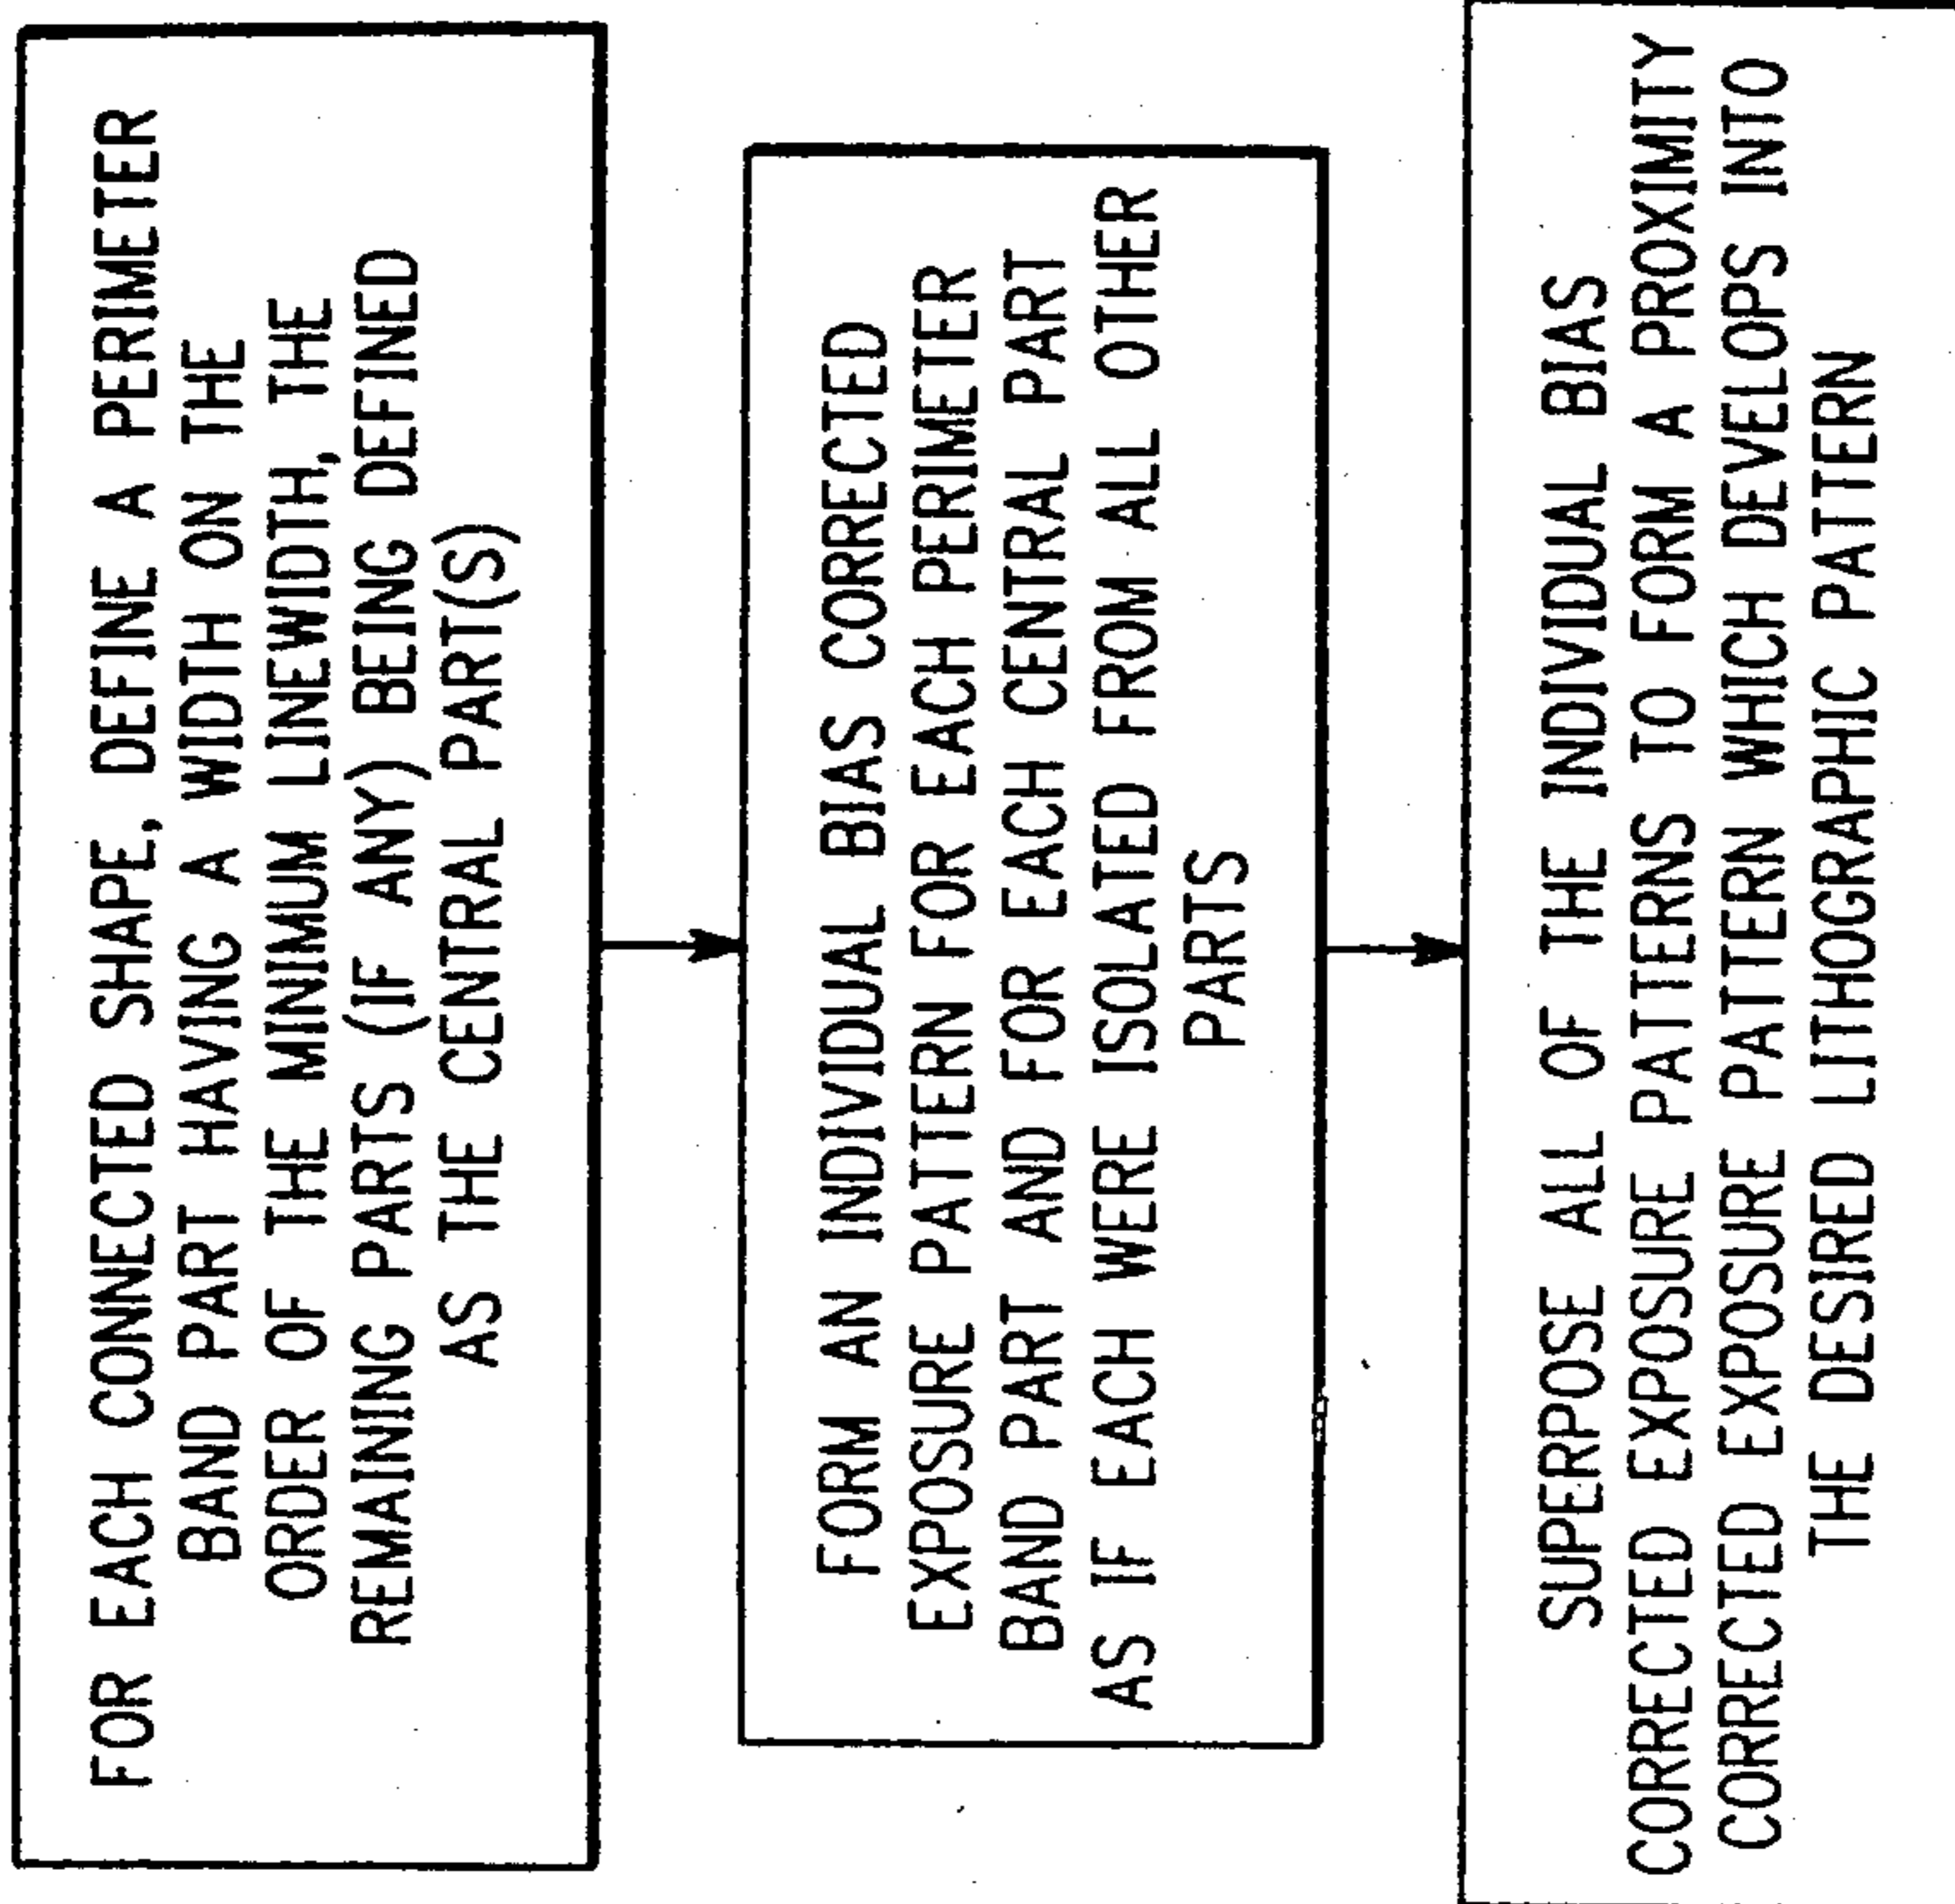 FOR EACH CONNECTED SHAPE, DEFINE A PERIMETER
BAND PART HAVING A WIDTH ON THE
ORDER OF THE MINIMUM LINEWIDTH, THE
REMAINING PARTS (IF ANY) BEING DEFINED
AS THE CENTRAL PART(S)
FORM AN INDIVIDUAL BIAS CORRECTED
EXPOSURE PATTERN FOR EACH PERIMETER
BAND PART AND FOR EACH CENTRAL PART
AS IF EACH WERE ISOLATED FROM ALL OTHER
PARTS
SUPERPOSE ALL OF THE INDIVIDUAL BIAS
CORRECTED EXPOSURE PATTERNS TO FORM A PROXIMITY
CORRECTED EXPOSURE PATTERN WHICH DEVELOPS INTO
THE DESIRED LITHOGRAPHIC PATTERN